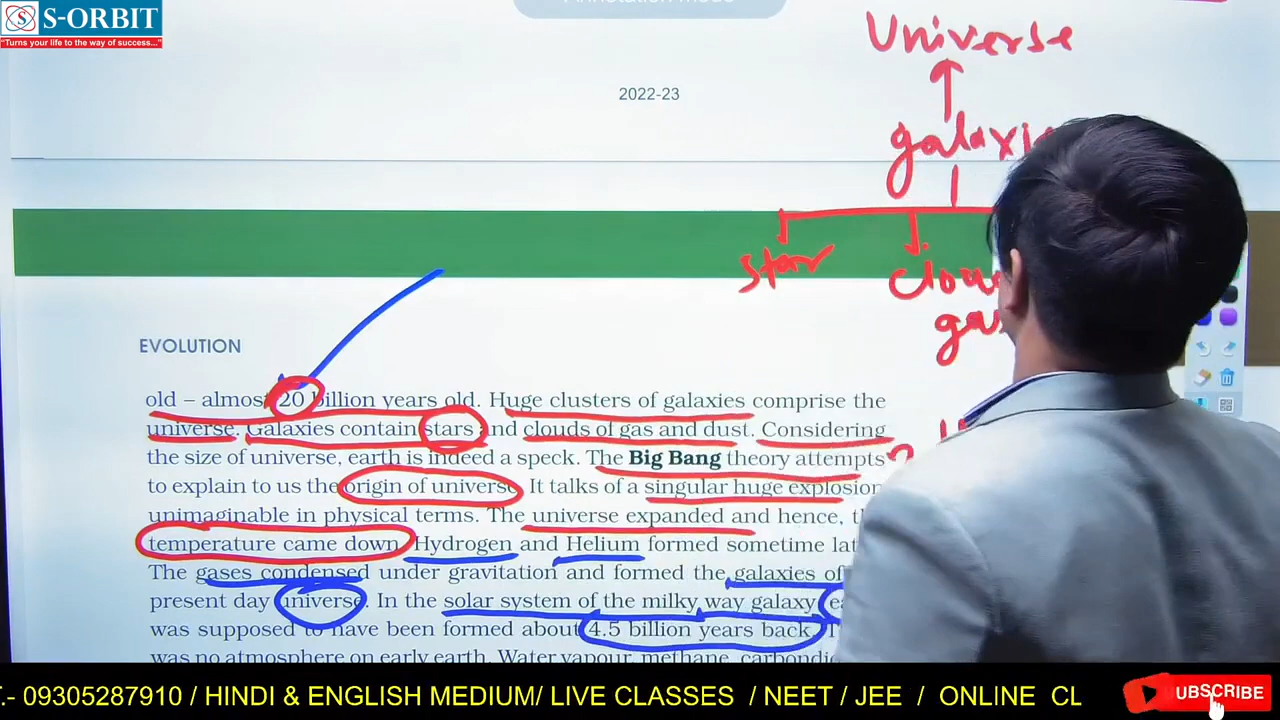 S-ORBIT
"Turns your life to the way of success..."
Annotation mode
Universe
2022-23
star
EVOLUTION
old – almost 20 billion years old. Huge clusters of galaxies comprise the
universe. Galaxies contain stars and clouds of gas and dust. Considering
the size of universe, earth is indeed a speck. The Big Bang theory attempts
to explain to us the origin of universe. It talks of a singular huge explosion
unimaginable in physical terms. The universe expanded and hence,
temperature came down. Hydrogen and Helium formed sometime
The gases condensed under gravitation and formed the galaxies of
present day universe. In the solar system of the milky way galaxy
was supposed to have been formed about 4.5 billion years back.
was no atmosphere on early earth. Water vapour, methane,
.- 09305287910 / HINDI & ENGLISH MEDIUM/ LIVE CLASSES / NEET / JEE / ONLINE CL
UBSCRIBE